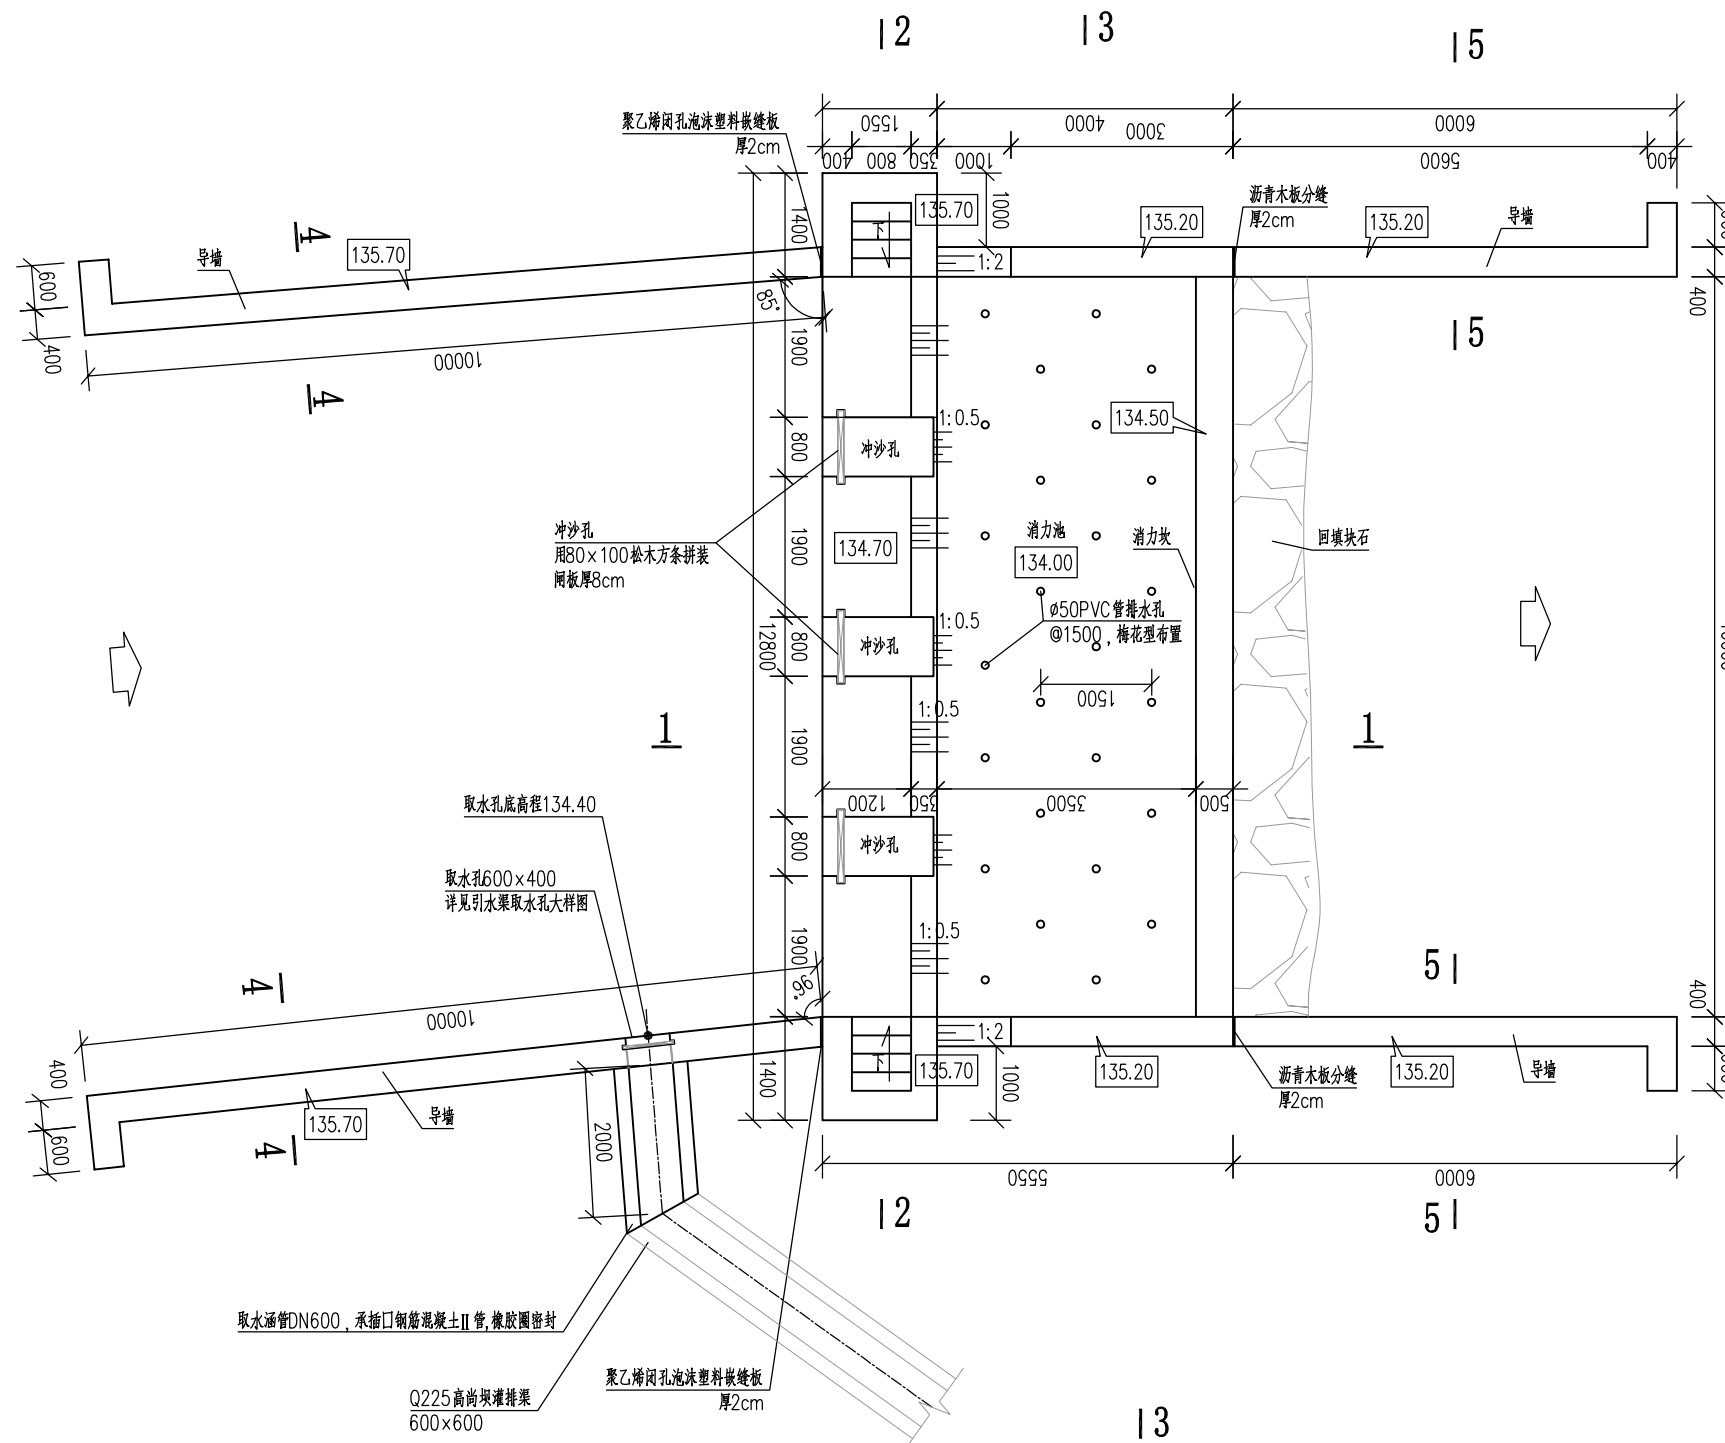 2
3
5
聚乙烯闭孔泡沫塑料嵌缝板
厚2cm
1550
4000
3000
6000
400
800
350
1000
5600
400
1000
沥青木板分缝
厚2cm
135.70
135.20
135.20
导墙
下
1:2
1400
4
导墙
135.70
600
400
10000
4
85°
1900
400
5
1:0.5
134.50
800
冲沙孔
冲沙孔
用80×100松木方条拼装
闸板厚8cm
1900
134.70
消力池
134.00
消力坎
回填块石
ø50PVC管排水孔
@1500，梅花型布置
1:0.5
800
12800
冲沙孔
1500
1:0.5
1
1
1900
1200
350
3500
500
取水孔底高程134.40
800
冲沙孔
取水孔600×400
详见引水渠取水孔大样图
1:0.5
1900
96°
5
4
400
10000
400
600
135.70
导墙
4
2000
1400
下
135.70
1:2
1000
135.20
沥青木板分缝
厚2cm
135.20
导墙
5550
6000
2
5
取水涵管DN600，承插口钢筋混凝土Ⅱ管,橡胶圈密封
聚乙烯闭孔泡沫塑料嵌缝板
厚2cm
Q225高尚坝灌排渠
600×600
3